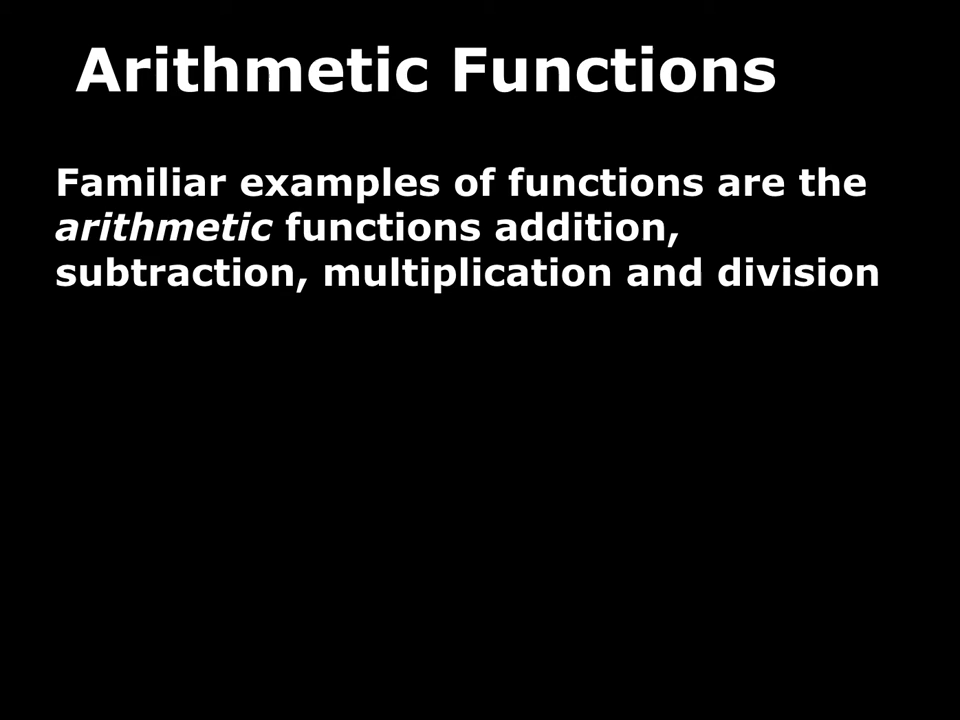 Arithmetic Functions
Familiar examples of functions are the
arithmetic functions addition,
subtraction, multiplication and division